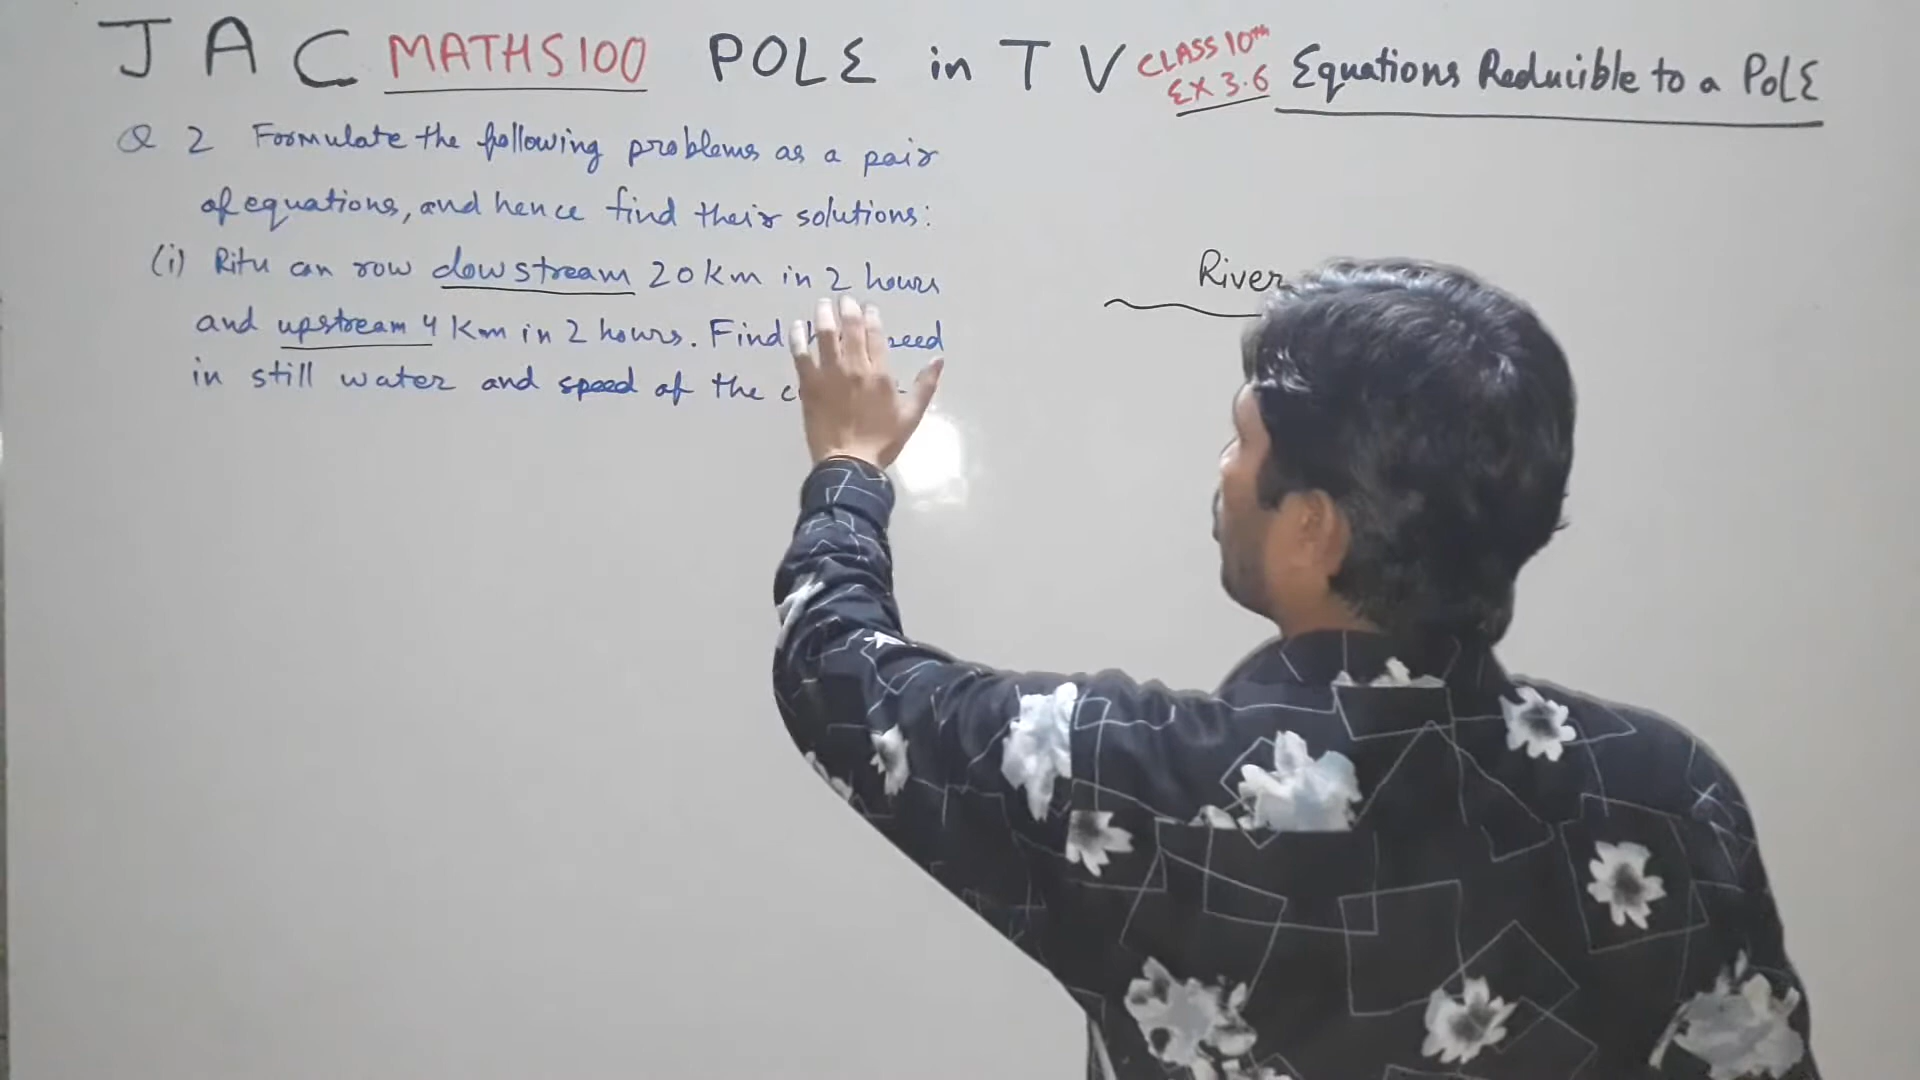 JAC MATHS100 POLE in TV CLASS 10th EX 3.6 Equations Reducible to a PolE
Q 2 Formulate the following problems as a pair
of equations, and hence find their solutions:
(i) Ritu can row dowstream 20 km in 2 hours
and upstream 4 Km in 2 hours. Find
in still water and speed of the
River